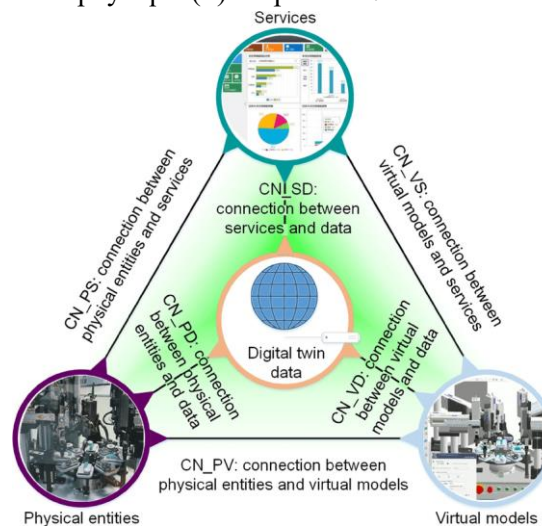 Services
CN_SD:
connection between
services and data
CN_PS: connection between
physical entities and services
CN_VS: connection between
virtual models and services
CN_PD: connection
between physical
entities and data
Digital twin
data
CN_VD: connection
between virtual
models and data
CN_PV: connection between
physical entities and virtual models
Physical entities
Virtual models